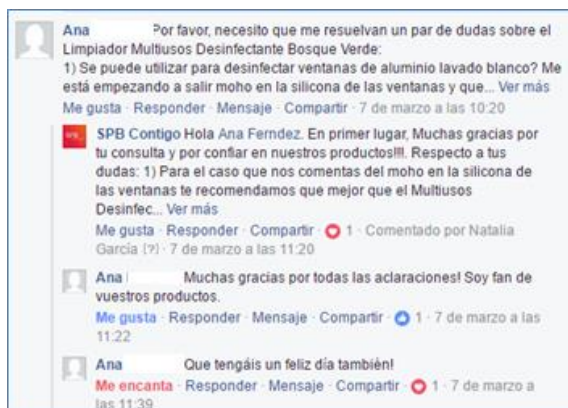 Ana Por favor, necesito que me resuelvan un par de dudas sobre el
Limpiador Multiusos Desinfectante Bosque Verde:
1) Se puede utilizar para desinfectar ventanas de aluminio lavado blanco? Me
está empezando a salir moho en la silicona de las ventanas y que... Ver más
Me gusta · Responder · Mensaje · Compartir · 7 de marzo a las 10:20
SPB Contigo Hola Ana Ferndez. En primer lugar, Muchas gracias por
tu consulta y por confiar en nuestros productos!!!. Respecto a tus
dudas: 1) Para el caso que nos comentas del moho en la silicona de
las ventanas te recomendamos que mejor que el Multiusos
Desinfec... Ver más
Me gusta · Responder · Compartir · 1 · Comentado por Natalia
García [?] · 7 de marzo a las 11:20
Ana Muchas gracias por todas las aclaraciones! Soy fan de
vuestros productos.
Me gusta · Responder · Mensaje · Compartir · 1 · 7 de marzo a las
11:22
Ana Que tengáis un feliz día también!
Me encanta · Responder · Mensaje · Compartir · 1 · 7 de marzo a
las 11:39